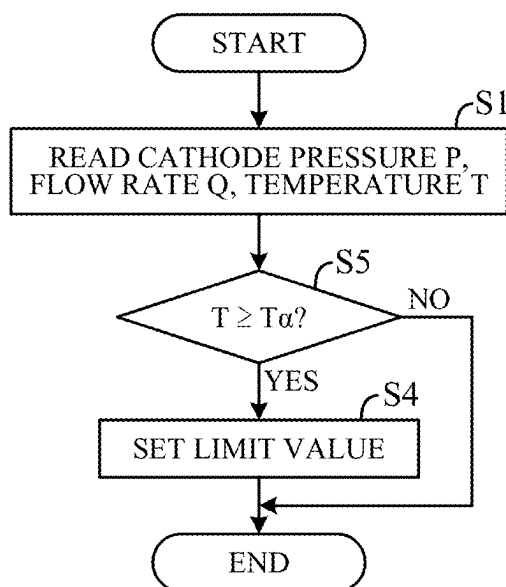 START
S1
READ CATHODE PRESSURE P,
FLOW RATE Q, TEMPERATURE T
S5
T ≥ Tα?
NO
YES
S4
SET LIMIT VALUE
END